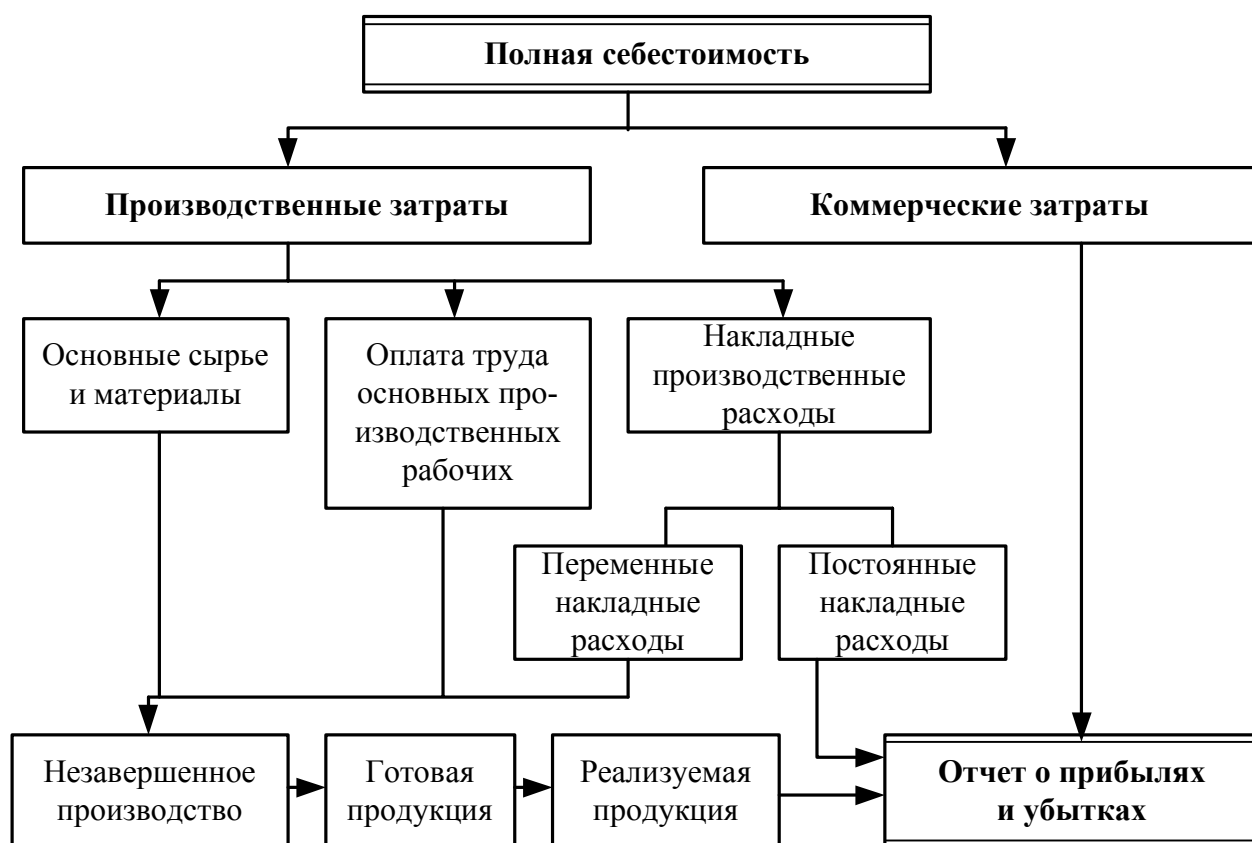 Полная себестоимость
Производственные затраты
Коммерческие затраты
Основные сырье
и материалы
Оплата труда
основных про-
изводственных
рабочих
Накладные
производственные
расходы
Переменные
накладные
расходы
Постоянные
накладные
расходы
Незавершенное
производство
Готовая
продукция
Реализуемая
продукция
Отчет о прибылях
и убытках